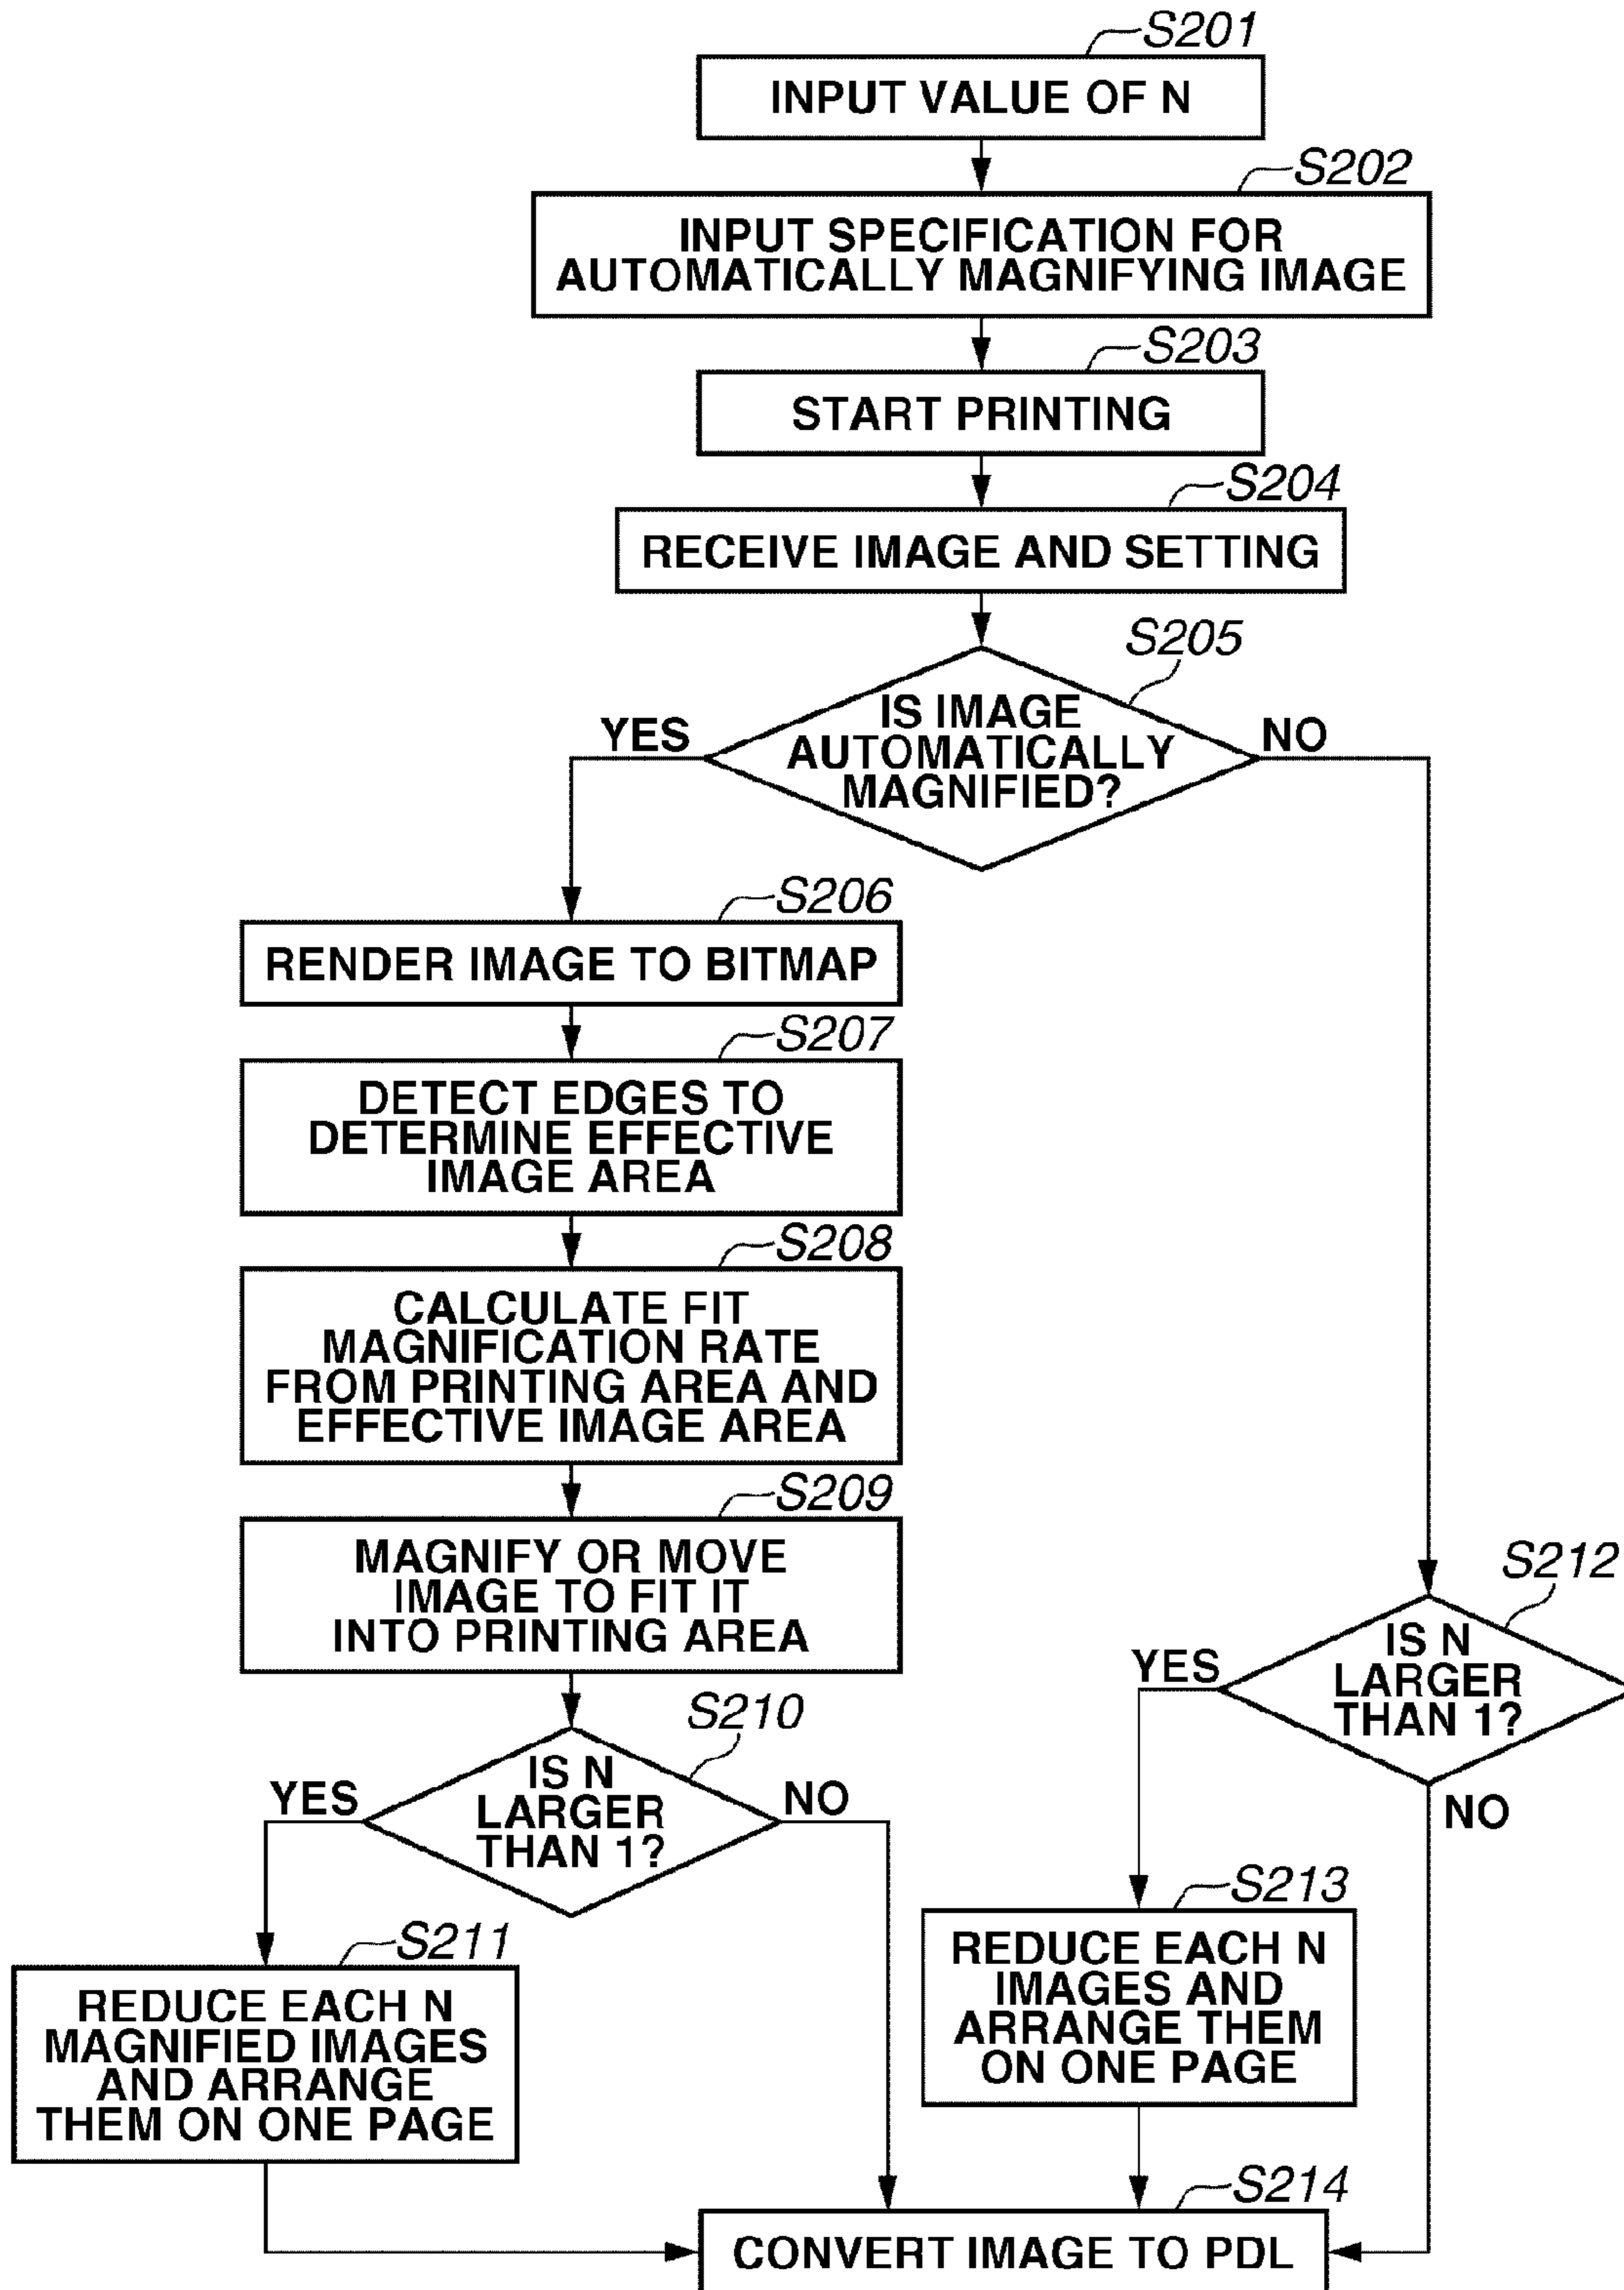 S201
INPUT VALUE OF N
S202
INPUT SPECIFICATION FOR
AUTOMATICALLY MAGNIFYING IMAGE
S203
START PRINTING
S204
RECEIVE IMAGE AND SETTING
S205
IS IMAGE
AUTOMATICALLY
MAGNIFIED?
YES
NO
S206
RENDER IMAGE TO BITMAP
S207
DETECT EDGES TO
DETERMINE EFFECTIVE
IMAGE AREA
S208
CALCULATE FIT
MAGNIFICATION RATE
FROM PRINTING AREA AND
EFFECTIVE IMAGE AREA
S209
MAGNIFY OR MOVE
IMAGE TO FIT IT
INTO PRINTING AREA
S210
IS N
LARGER
THAN 1?
YES
NO
S211
REDUCE EACH N
MAGNIFIED IMAGES
AND ARRANGE
THEM ON ONE PAGE
S212
IS N
LARGER
THAN 1?
YES
NO
S213
REDUCE EACH N
IMAGES AND
ARRANGE THEM
ON ONE PAGE
S214
CONVERT IMAGE TO PDL